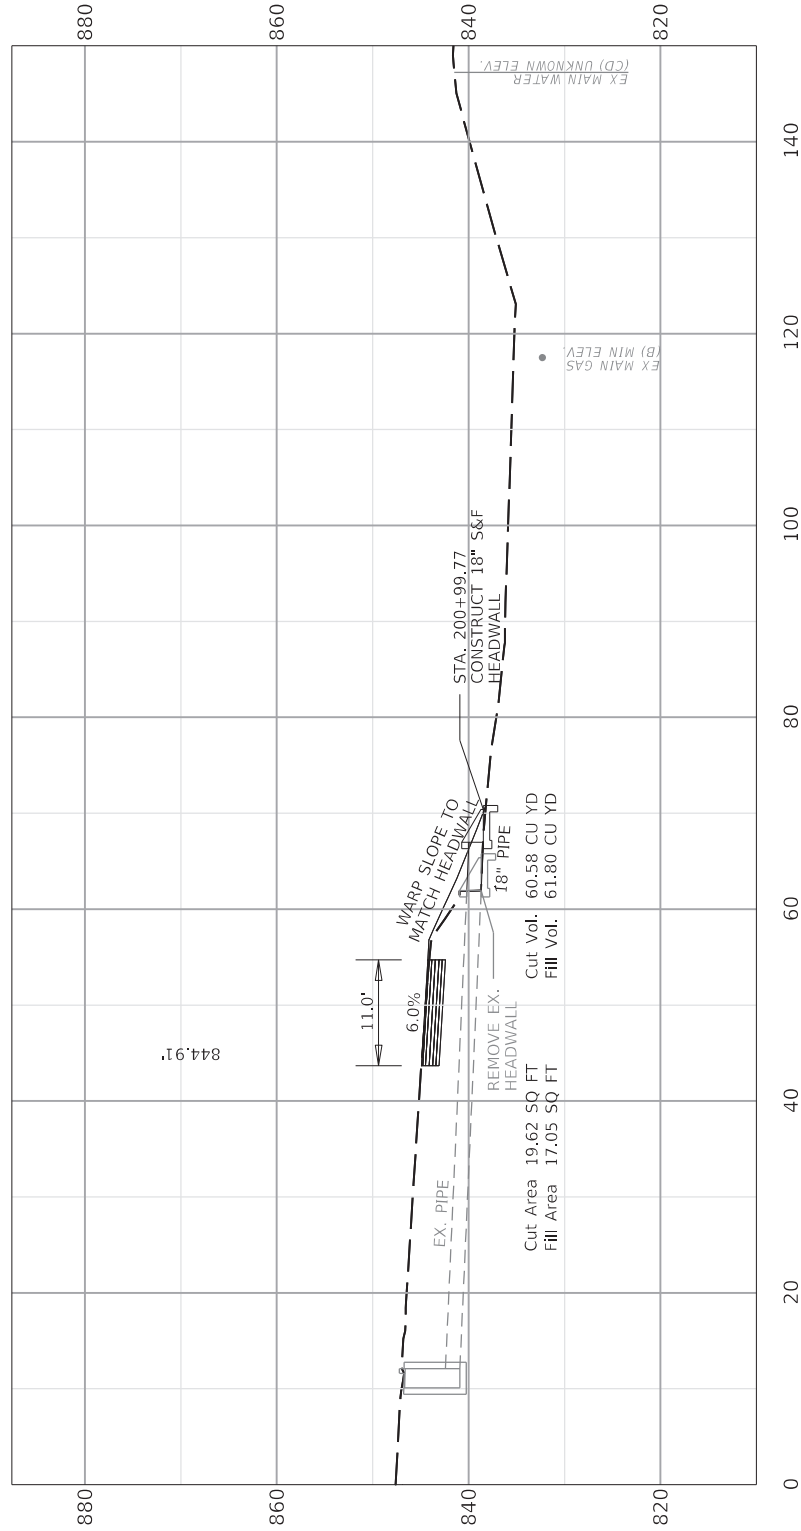 880
860
840
820
844.91'
11.0'
6.0%
WARP SLOPE TO
MATCH HEADWALL
STA. 200+99.77
CONSTRUCT 18" S&F
HEADWALL
EX MAIN WATER
(CD) UNKNOWN ELEV.
EX MAIN GAS
(B) MIN ELEV.
EX. PIPE
REMOVE EX.
HEADWALL
18" PIPE
Cut Area 19.62 SQ FT
Fill Area 17.05 SQ FT
Cut Vol. 60.58 CU YD
Fill Vol. 61.80 CU YD
880
860
840
820
0
20
40
60
80
100
120
140